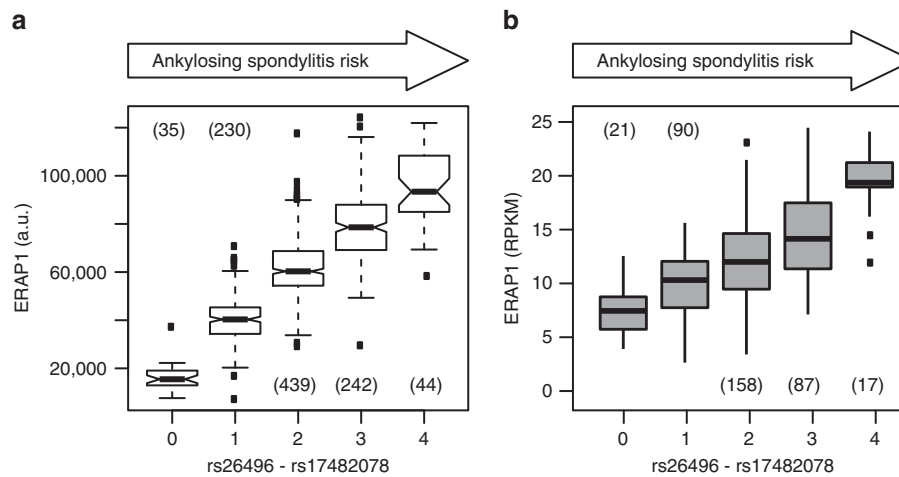 a
Ankylosing spondylitis risk
ERAP1 (a.u.)
100,000
60,000
20,000
(35) (230)
(439) (242) (44)
0 1 2 3 4
rs26496 - rs17482078
b
Ankylosing spondylitis risk
ERAP1 (RPKM)
25
20
15
10
5
0
(21) (90)
(158) (87) (17)
0 1 2 3 4
rs26496 - rs17482078